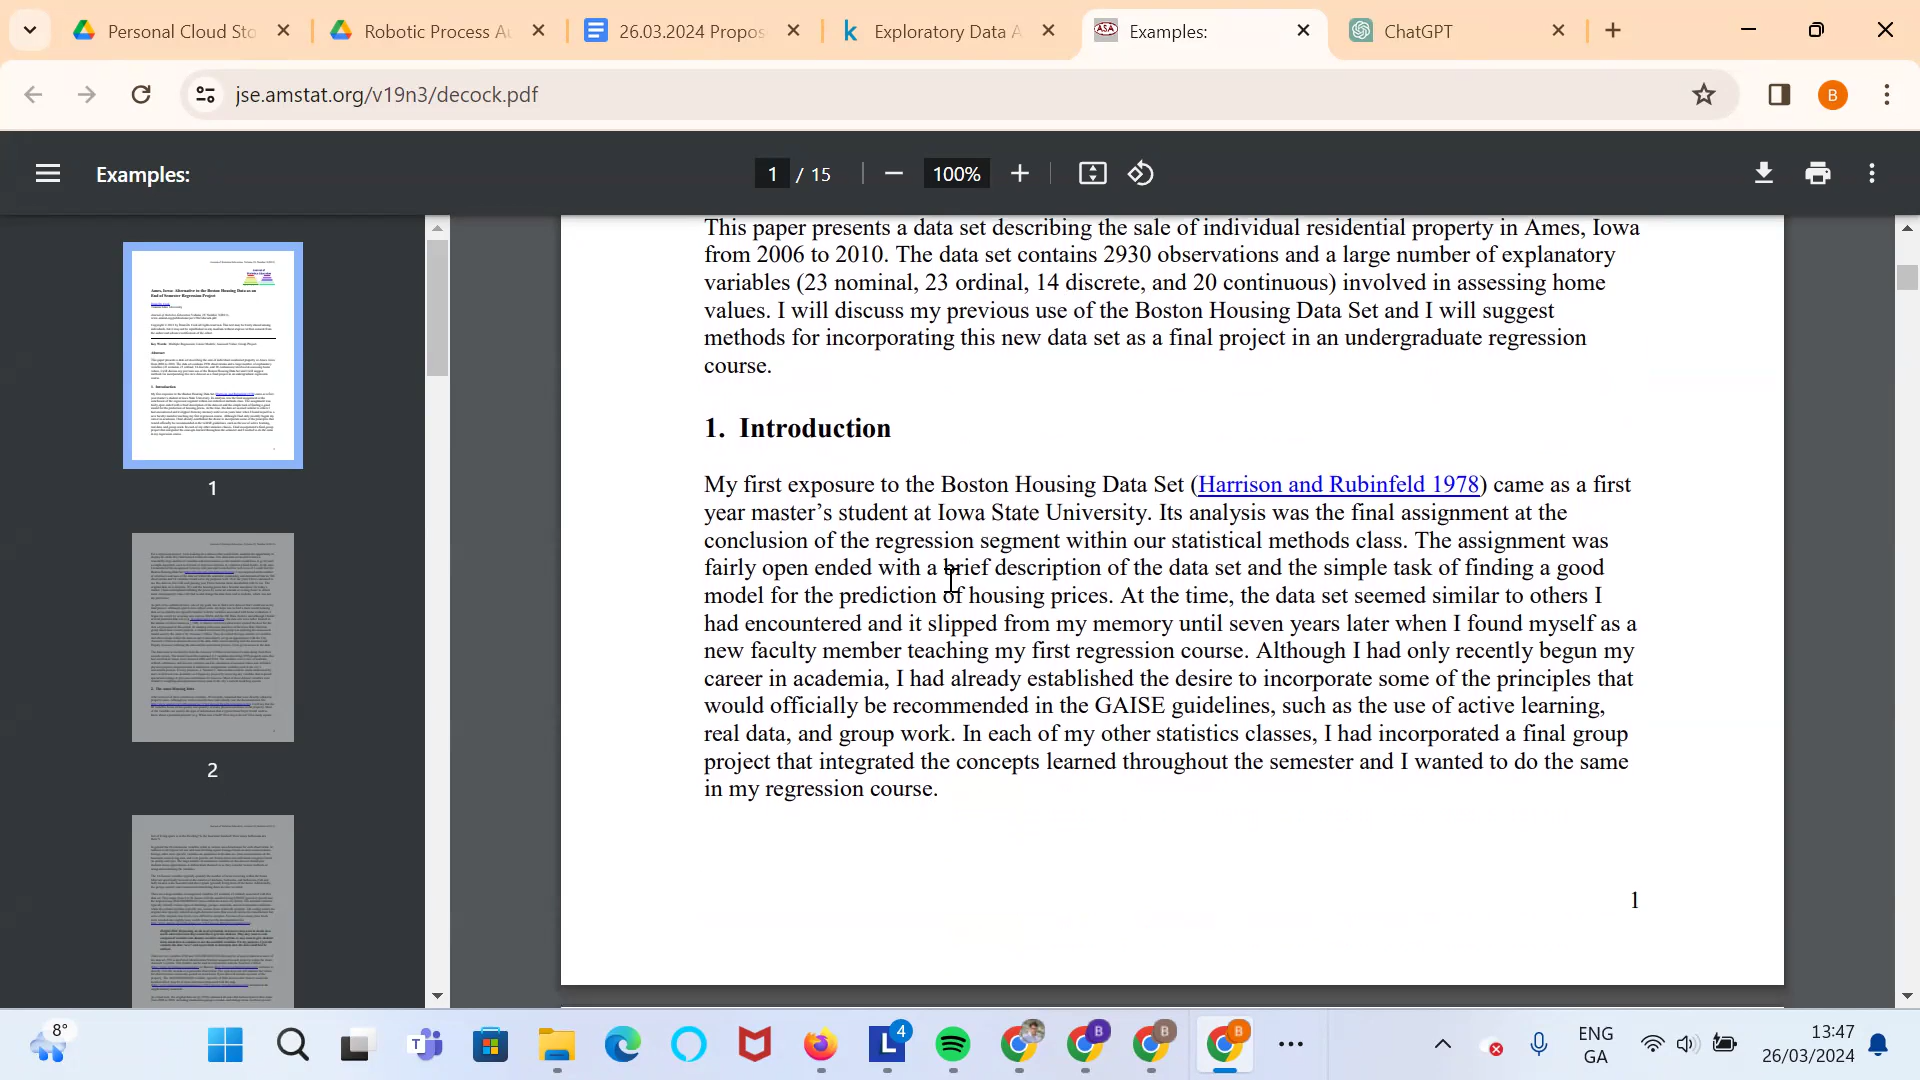 Personal Cloud Sto
Robotic Process Au
26.03.2024 Propos
Exploratory Data A
ASA
Examples:
ChatGPT
jse.amstat.org/v19n3/decock.pdf
B
Examples:
1 / 15
100%
This paper presents a data set describing the sale of individual residential property in Ames, Iowa
from 2006 to 2010. The data set contains 2930 observations and a large number of explanatory
variables (23 nominal, 23 ordinal, 14 discrete, and 20 continuous) involved in assessing home
values. I will discuss my previous use of the Boston Housing Data Set and I will suggest
methods for incorporating this new data set as a final project in an undergraduate regression
course.
1. Introduction
My first exposure to the Boston Housing Data Set (Harrison and Rubinfeld 1978) came as a first
year master’s student at Iowa State University. Its analysis was the final assignment at the
conclusion of the regression segment within our statistical methods class. The assignment was
fairly open ended with a brief description of the data set and the simple task of finding a good
model for the prediction of housing prices. At the time, the data set seemed similar to others I
had encountered and it slipped from my memory until seven years later when I found myself as a
new faculty member teaching my first regression course. Although I had only recently begun my
career in academia, I had already established the desire to incorporate some of the principles that
would officially be recommended in the GAISE guidelines, such as the use of active learning,
real data, and group work. In each of my other statistics classes, I had incorporated a final group
project that integrated the concepts learned throughout the semester and I wanted to do the same
in my regression course.
1
1
2
8°
4
B
B
B
ENG
GA
13:47
26/03/2024